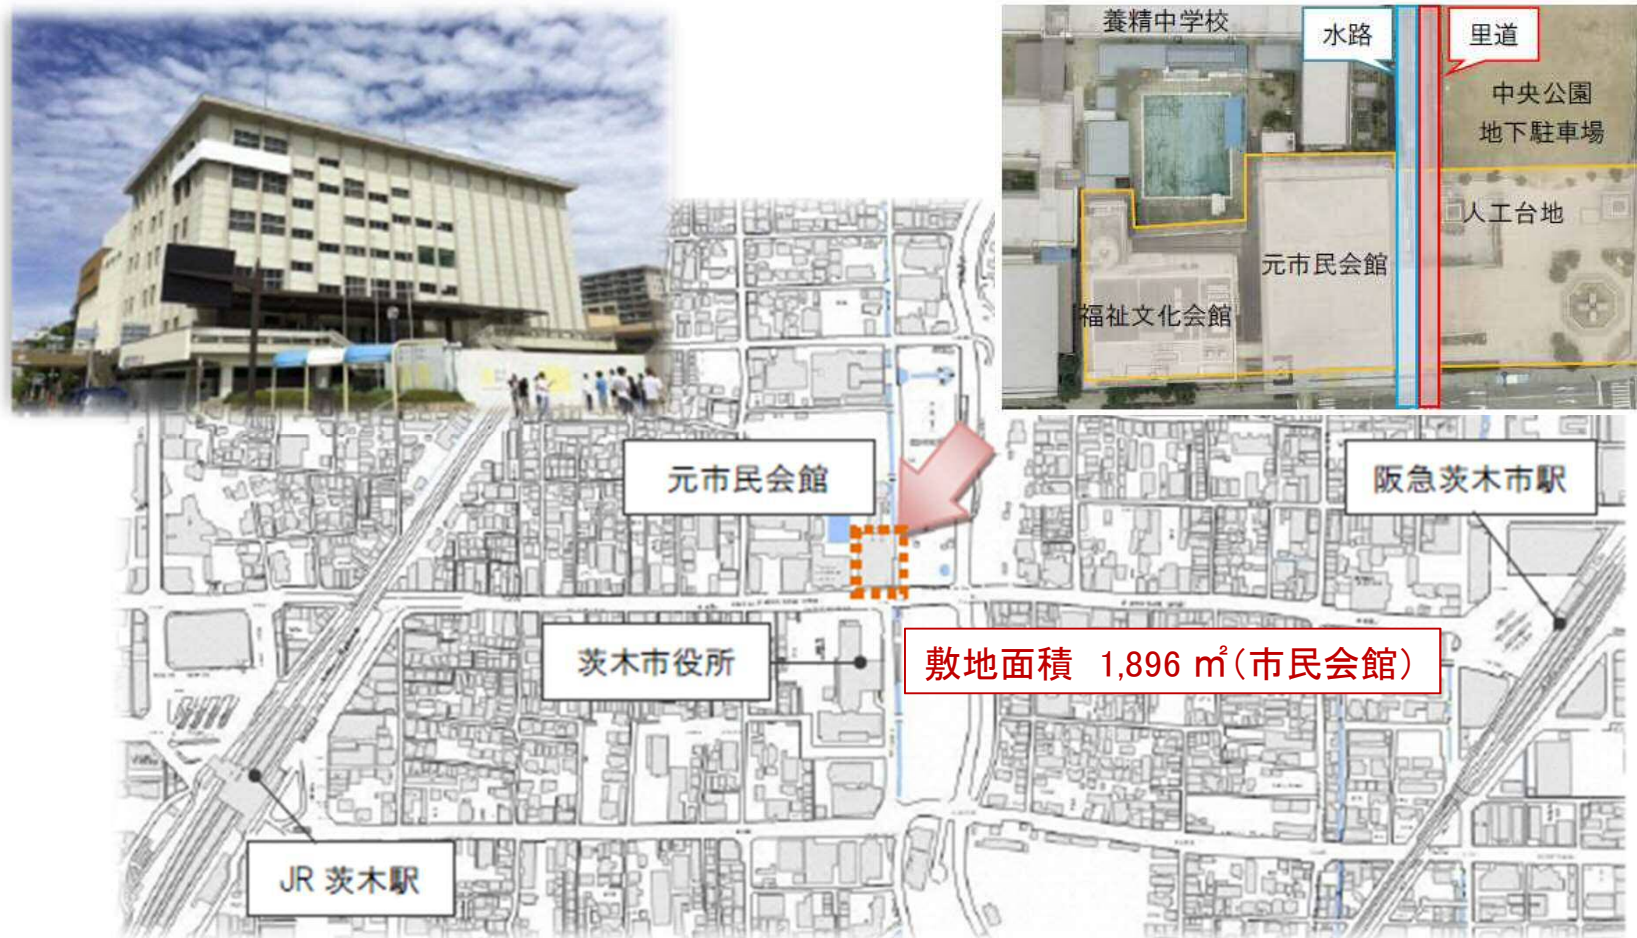 養精中学校
水路
里道
中央公園
地下駐車場
人工台地
元市民会館
福祉文化会館
元市民会館
阪急茨木市駅
茨木市役所
敷地面積 1,896 ㎡(市民会館)
JR 茨木駅